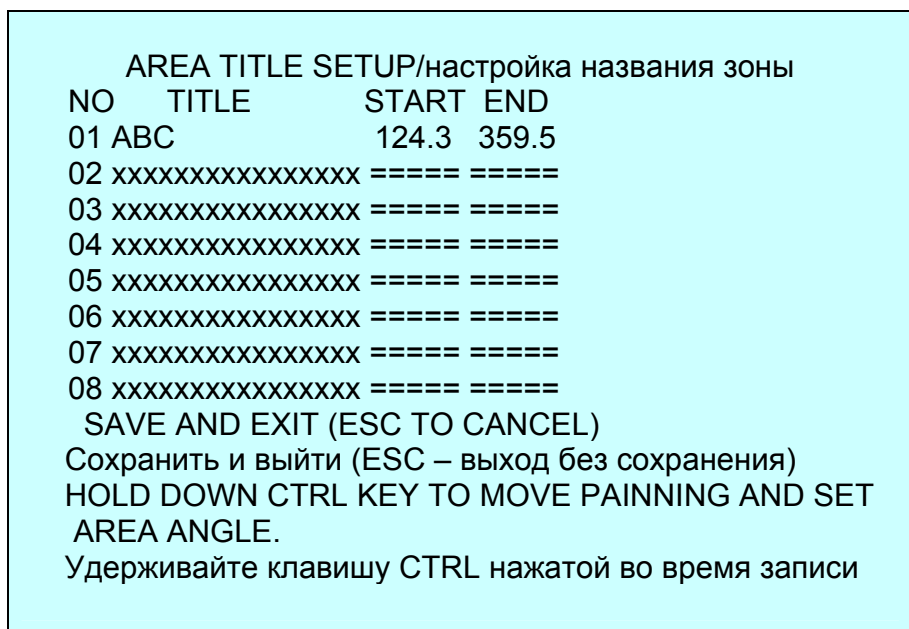 AREA TITLE SETUP/настройка названия зоны
NO TITLE START END
01 ABC 124.3 359.5
02 xxxxxxxxxxxxxxxx ===== =====
03 xxxxxxxxxxxxxxxx ===== =====
04 xxxxxxxxxxxxxxxx ===== =====
05 xxxxxxxxxxxxxxxx ===== =====
06 xxxxxxxxxxxxxxxx ===== =====
07 xxxxxxxxxxxxxxxx ===== =====
08 xxxxxxxxxxxxxxxx ===== =====
SAVE AND EXIT (ESC TO CANCEL)
Сохранить и выйти (ESC – выход без сохранения)
HOLD DOWN CTRL KEY TO MOVE PAINNING AND SET
AREA ANGLE.
Удерживайте клавишу CTRL нажатой во время записи